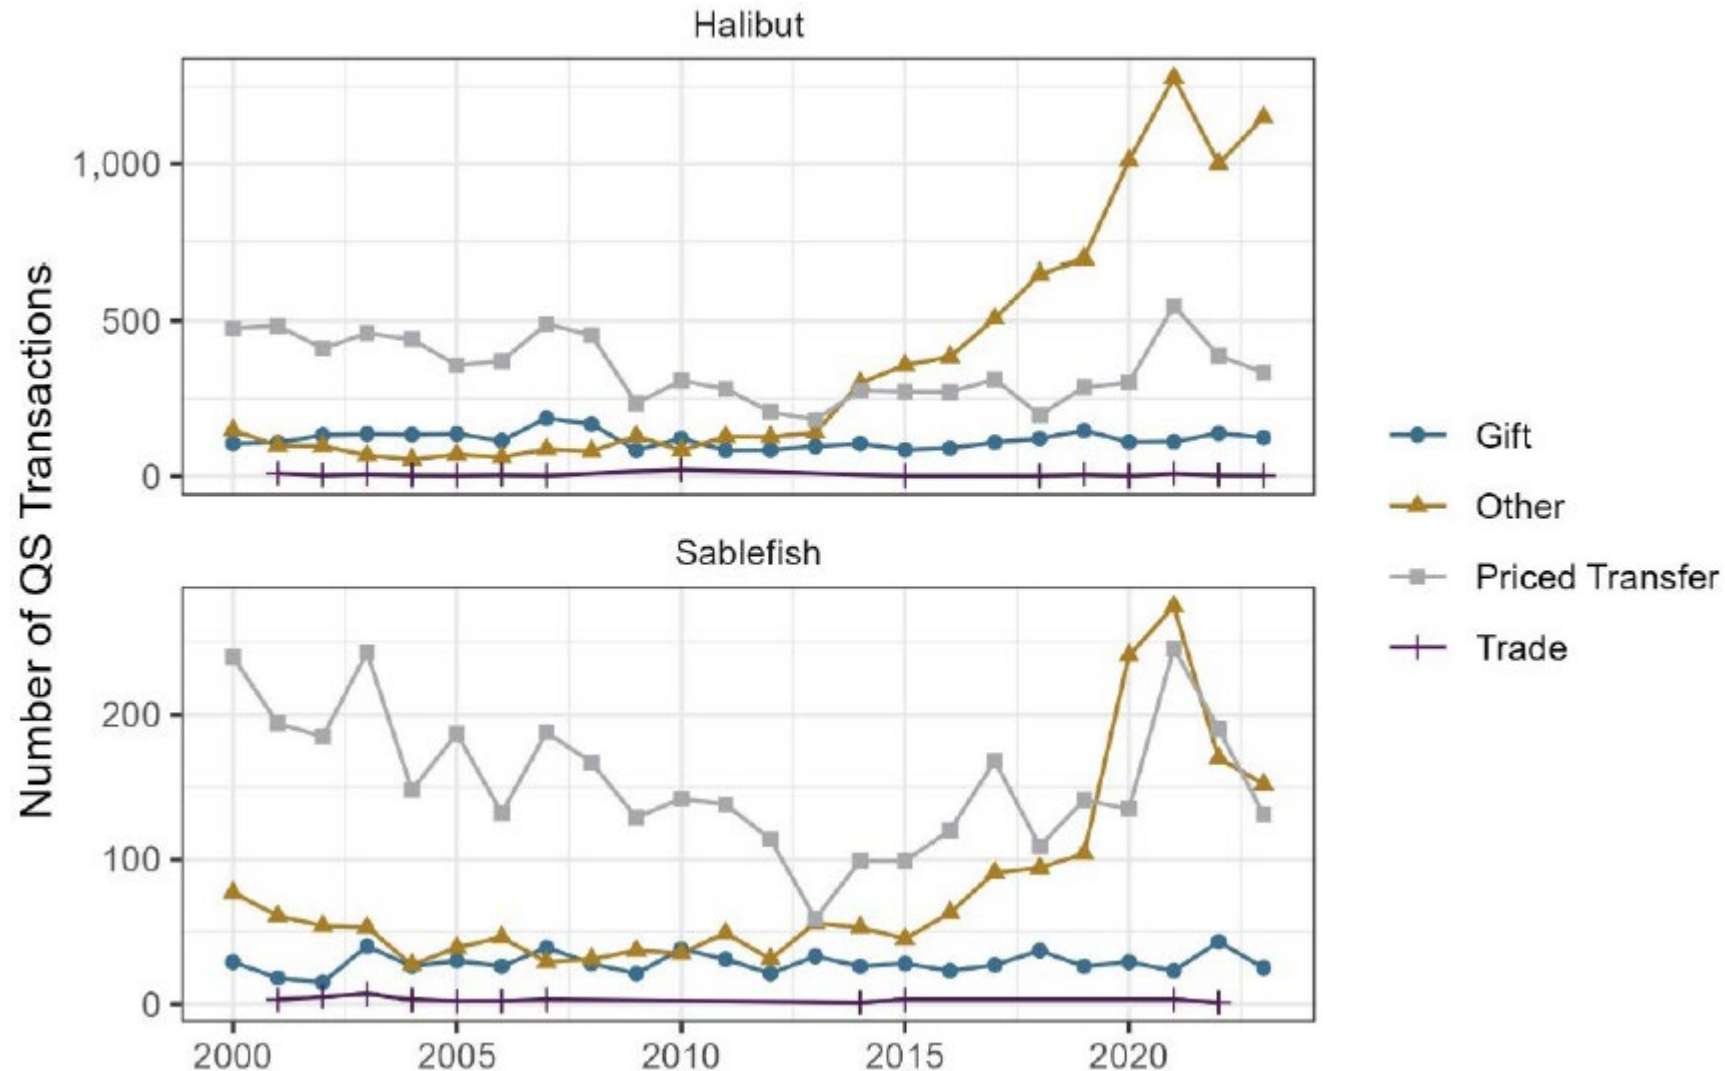 Halibut
1,000
500
0
Number of QS Transactions
Sablefish
200
100
0
2000 2005 2010 2015 2020
Gift
Other
Priced Transfer
Trade